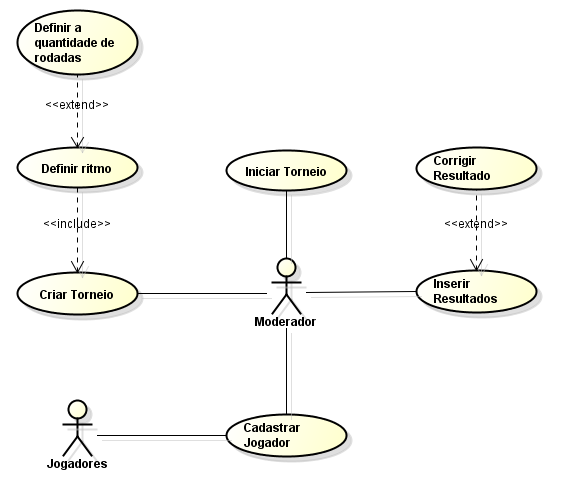 Definir a
quantidade de
rodadas
<<extend>>
Definir ritmo
Iniciar Torneio
Corrigir
Resultado
<<include>>
<<extend>>
Criar Torneio
Moderador
Inserir
Resultados
Jogadores
Cadastrar
Jogador